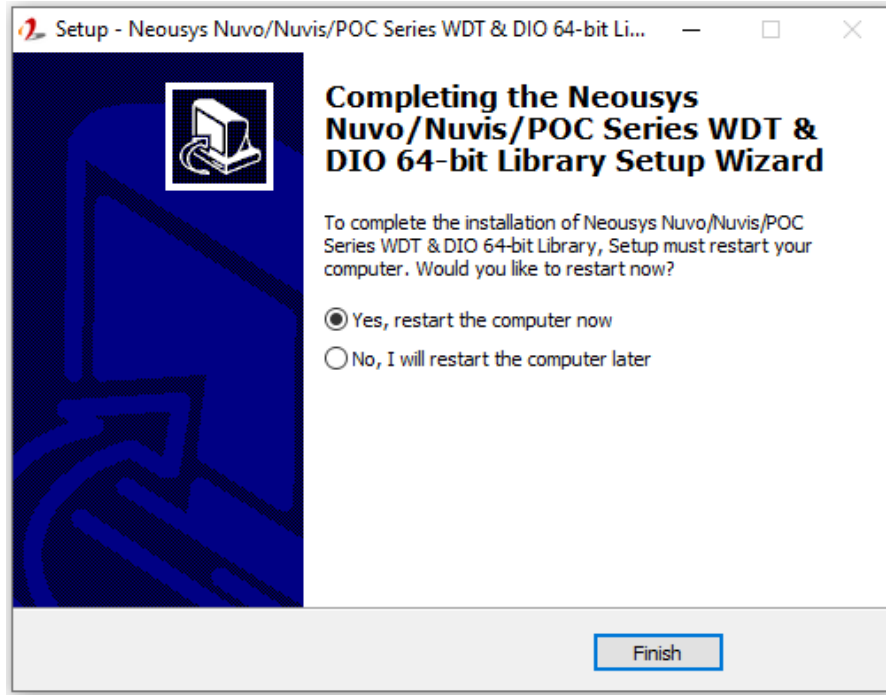 Setup - Neousys Nuvo/Nuvis/POC Series WDT & DIO 64-bit Li...
Completing the Neousys
Nuvo/Nuvis/POC Series WDT &
DIO 64-bit Library Setup Wizard
To complete the installation of Neousys Nuvo/Nuvis/POC
Series WDT & DIO 64-bit Library, Setup must restart your
computer. Would you like to restart now?
Yes, restart the computer now
No, I will restart the computer later
Finish